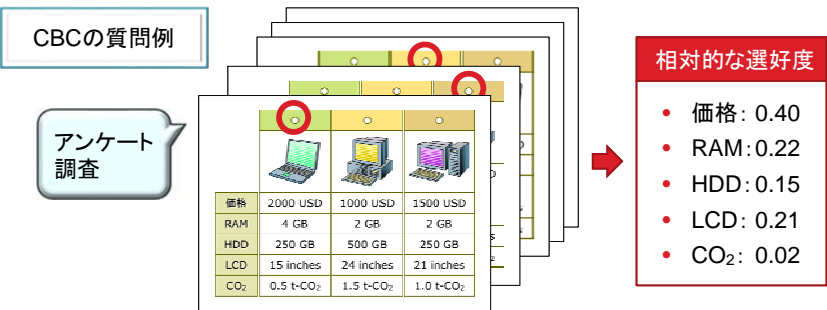 CBCの質問例
アンケート
調査
価格 2000 USD 1000 USD 1500 USD
RAM 4 GB 2 GB 2 GB
HDD 250 GB 500 GB 250 GB
LCD 15 inches 24 inches 21 inches
CO₂ 0.5 t-CO₂ 1.5 t-CO₂ 1.0 t-CO₂
相対的な選好度
• 価格: 0.40
• RAM:0.22
• HDD:0.15
• LCD:0.21
• CO₂: 0.02